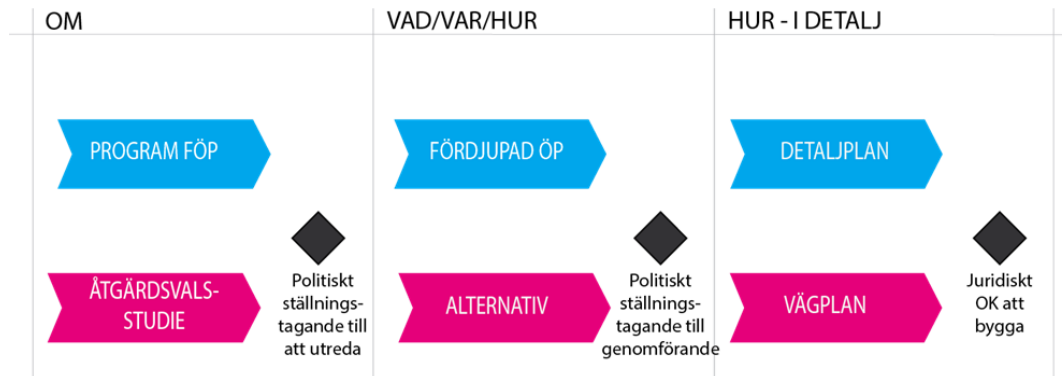 OM
VAD/VAR/HUR
HUR - I DETALJ
PROGRAM FÖP
FÖRDJUPAD ÖP
DETALJPLAN
ÅTGÄRDSVALS-
STUDIE
Politiskt
ställnings-
tagande till
att utreda
ALTERNATIV
Politiskt
ställnings-
tagande till
genomförande
VÄGPLAN
Juridiskt
OK att
bygga